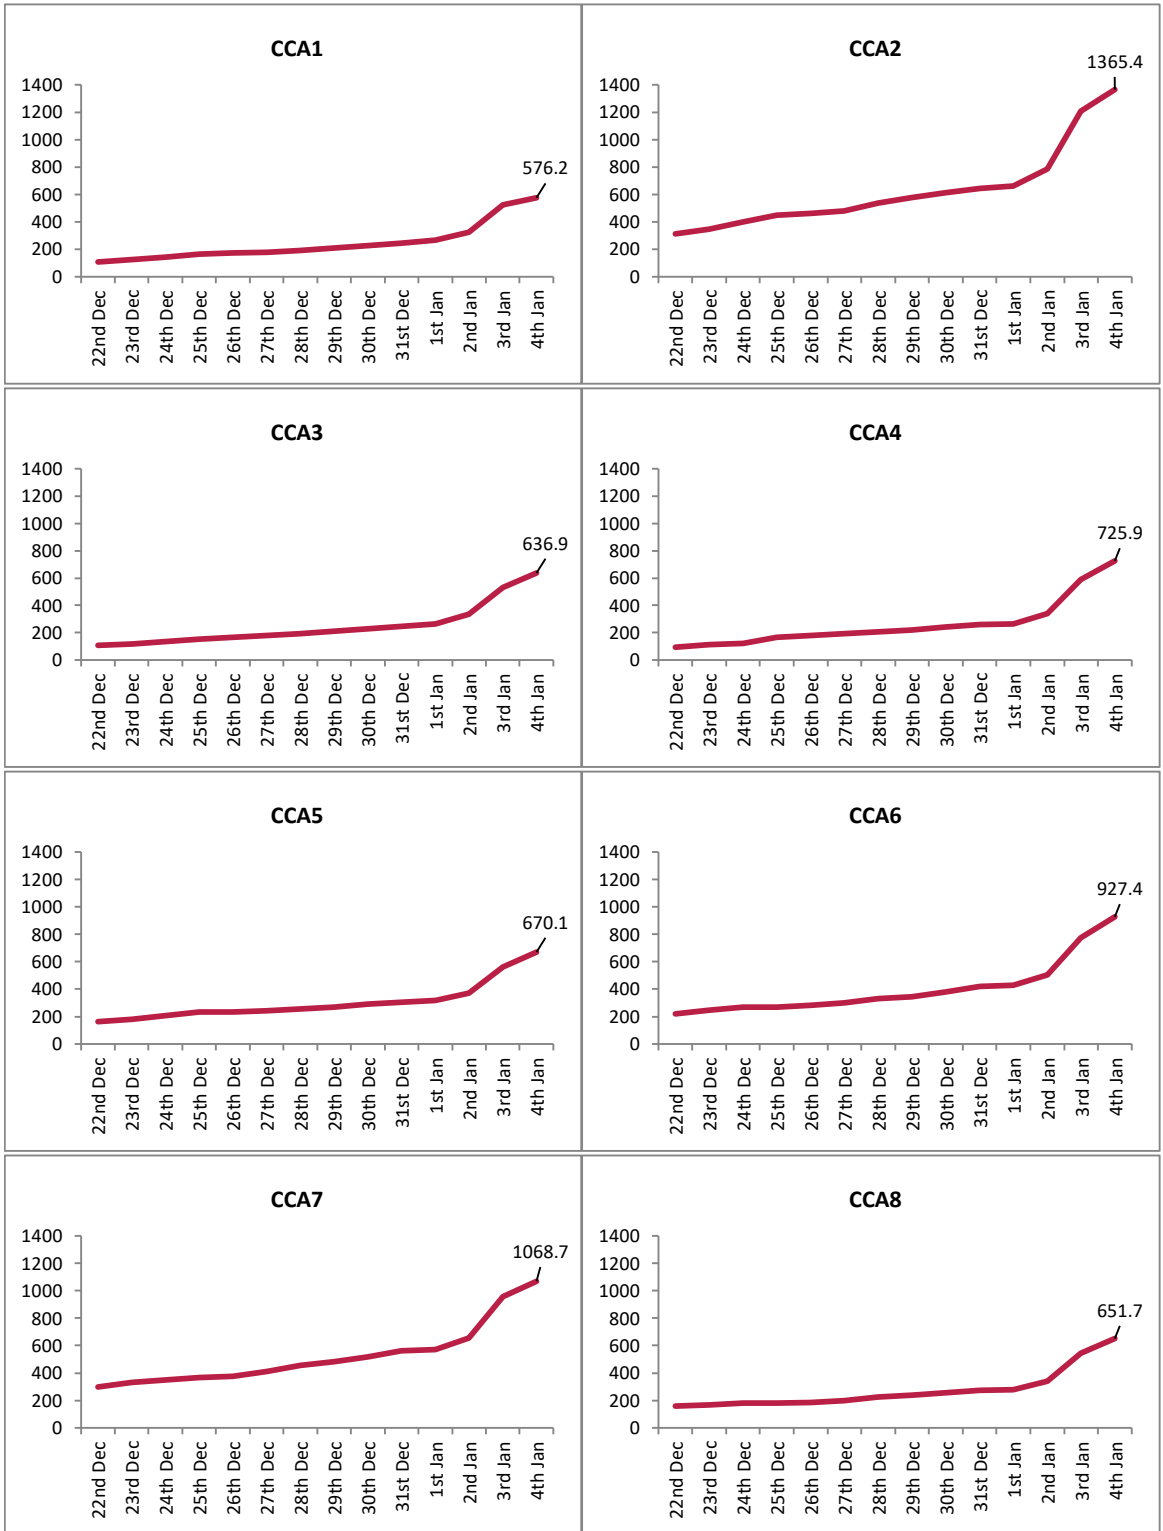 CCA1
576.2
1400
1200
1000
800
600
400
200
0
22nd Dec
23rd Dec
24th Dec
25th Dec
26th Dec
27th Dec
28th Dec
29th Dec
30th Dec
31st Dec
1st Jan
2nd Jan
3rd Jan
4th Jan
CCA2
1365.4
1400
1200
1000
800
600
400
200
0
22nd Dec
23rd Dec
24th Dec
25th Dec
26th Dec
27th Dec
28th Dec
29th Dec
30th Dec
31st Dec
1st Jan
2nd Jan
3rd Jan
4th Jan
CCA3
636.9
1400
1200
1000
800
600
400
200
0
22nd Dec
23rd Dec
24th Dec
25th Dec
26th Dec
27th Dec
28th Dec
29th Dec
30th Dec
31st Dec
1st Jan
2nd Jan
3rd Jan
4th Jan
CCA4
725.9
1400
1200
1000
800
600
400
200
0
22nd Dec
23rd Dec
24th Dec
25th Dec
26th Dec
27th Dec
28th Dec
29th Dec
30th Dec
31st Dec
1st Jan
2nd Jan
3rd Jan
4th Jan
CCA5
670.1
1400
1200
1000
800
600
400
200
0
22nd Dec
23rd Dec
24th Dec
25th Dec
26th Dec
27th Dec
28th Dec
29th Dec
30th Dec
31st Dec
1st Jan
2nd Jan
3rd Jan
4th Jan
CCA6
927.4
1400
1200
1000
800
600
400
200
0
22nd Dec
23rd Dec
24th Dec
25th Dec
26th Dec
27th Dec
28th Dec
29th Dec
30th Dec
31st Dec
1st Jan
2nd Jan
3rd Jan
4th Jan
CCA7
1068.7
1400
1200
1000
800
600
400
200
0
22nd Dec
23rd Dec
24th Dec
25th Dec
26th Dec
27th Dec
28th Dec
29th Dec
30th Dec
31st Dec
1st Jan
2nd Jan
3rd Jan
4th Jan
CCA8
651.7
1400
1200
1000
800
600
400
200
0
22nd Dec
23rd Dec
24th Dec
25th Dec
26th Dec
27th Dec
28th Dec
29th Dec
30th Dec
31st Dec
1st Jan
2nd Jan
3rd Jan
4th Jan